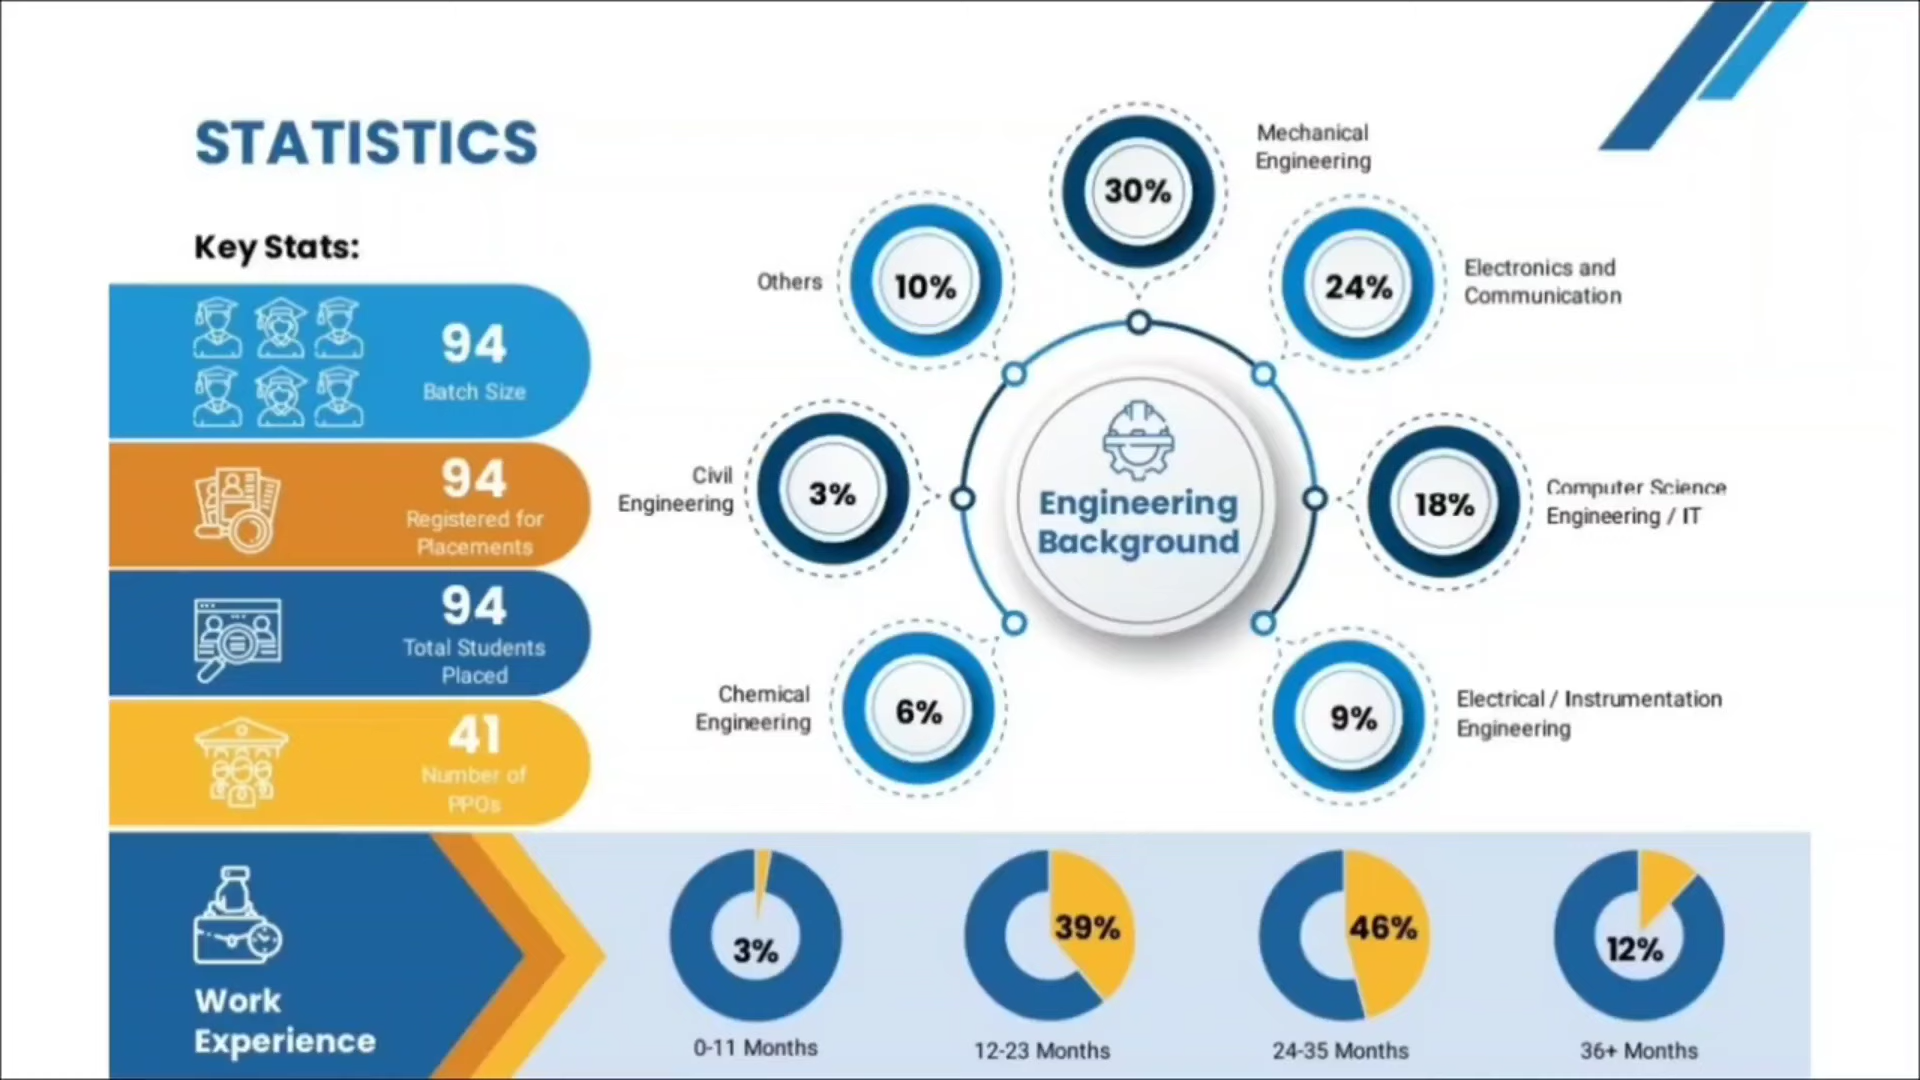 STATISTICS
Key Stats:
94
Batch Size
94
Registered for
Placements
94
Total Students
Placed
41
Number of
PPOs
30%
Mechanical
Engineering
24%
Electronics and
Communication
18%
Computer Science
Engineering / IT
9%
Electrical / Instrumentation
Engineering
6%
Chemical
Engineering
3%
Civil
Engineering
10%
Others
Engineering
Background
Work
Experience
3%
0-11 Months
39%
12-23 Months
46%
24-35 Months
12%
36+ Months